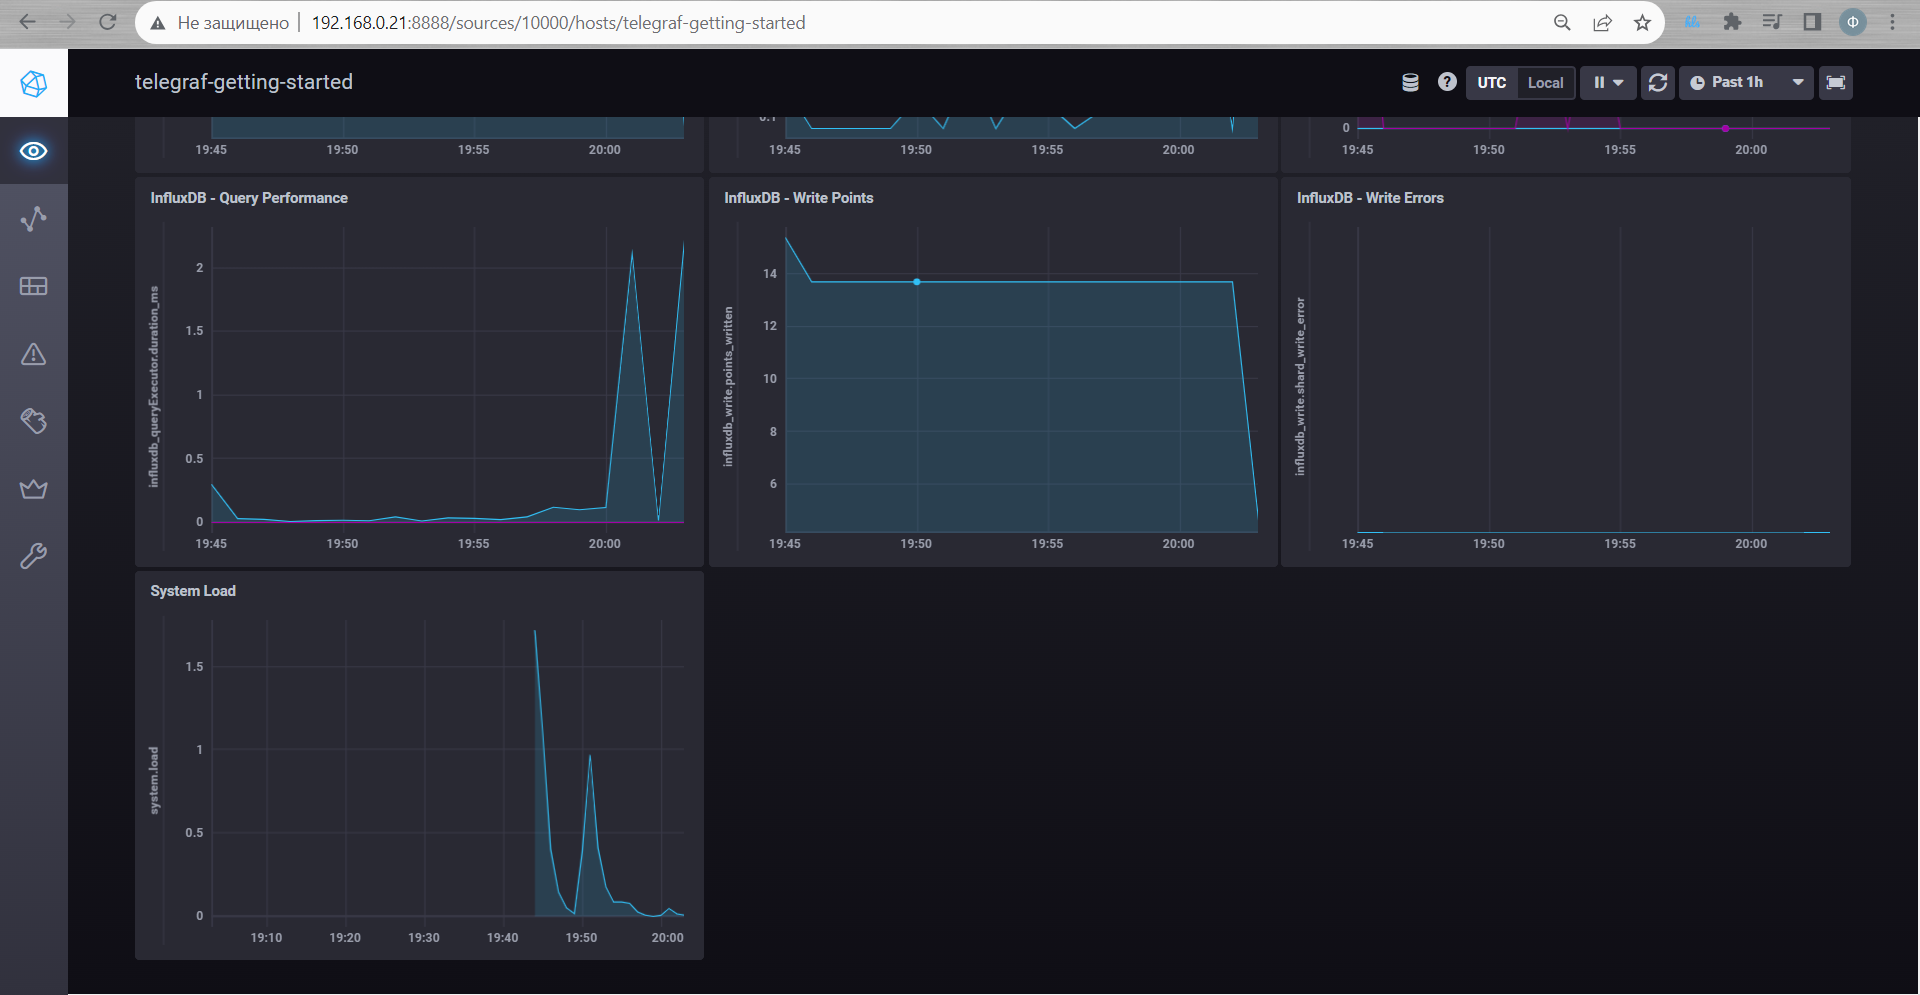 Не защищено | 192.168.0.21:8888/sources/10000/hosts/telegraf-getting-started
Ф
telegraf-getting-started
UTC Local Past 1h
19:45 19:50 19:55 20:00
0.1
19:45 19:50 19:55 20:00
0
19:45 19:50 19:55 20:00
InfluxDB - Query Performance
influxdb_queryExecutor.duration_ms
2
1.5
1
0.5
0
19:45 19:50 19:55 20:00
InfluxDB - Write Points
influxdb_write.points_written
14
12
10
8
6
19:45 19:50 19:55 20:00
InfluxDB - Write Errors
influxdb_write.shard_write_error
19:45 19:50 19:55 20:00
System Load
system.load
1.5
1
0.5
0
19:10 19:20 19:30 19:40 19:50 20:00